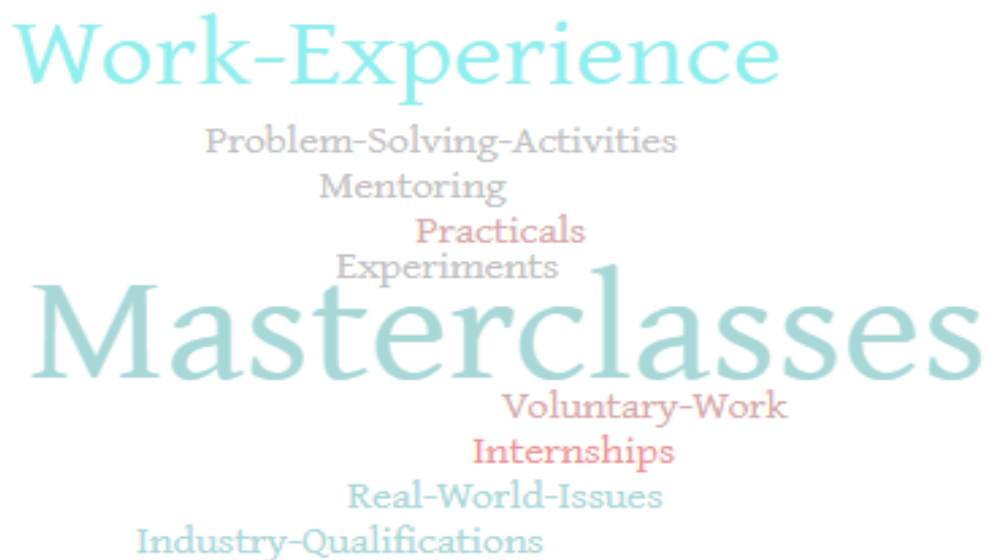 Work-Experience
Problem-Solving-Activities
Mentoring
Practicals
Experiments
Masterclasses
Voluntary-Work
Internships
Real-World-Issues
Industry-Qualifications